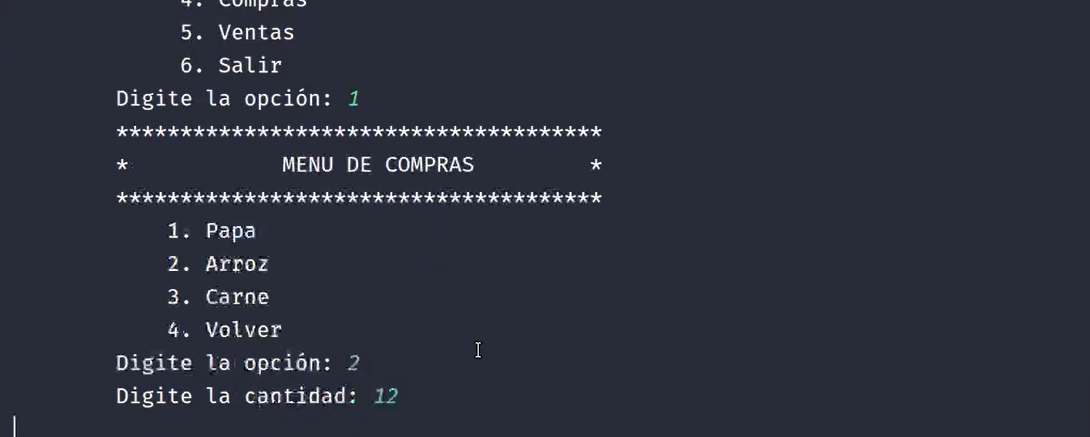 4. Compras
5. Ventas
6. Salir
Digite la opción: 1
**************************************
* MENU DE COMPRAS *
**************************************
1. Papa
2. Arroz
3. Carne
4. Volver
Digite la opción: 2
Digite la cantidad: 12